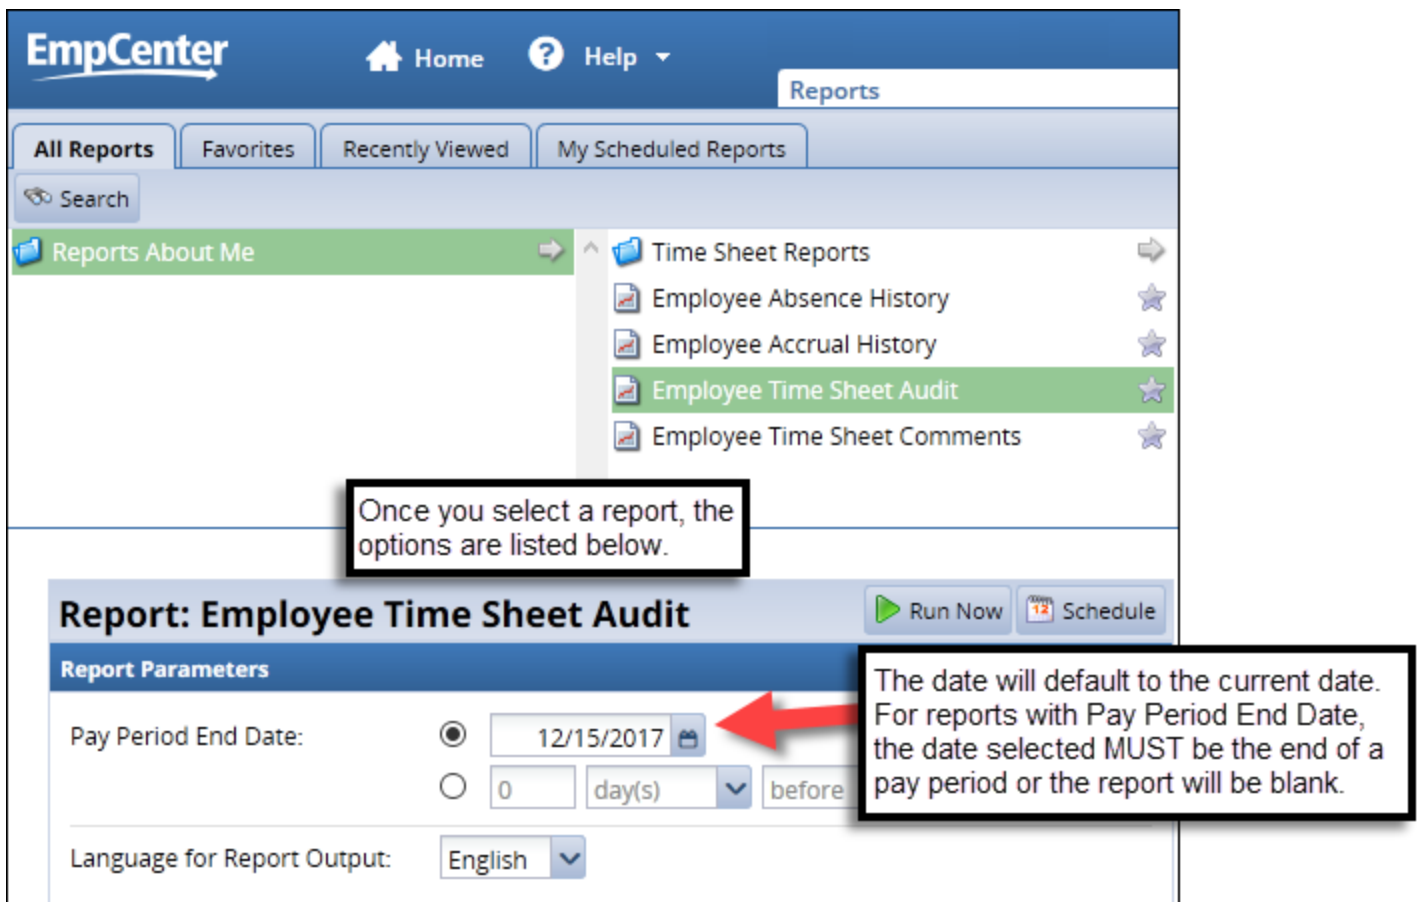 EmpCenter
Home
? Help
Reports
All Reports
Favorites
Recently Viewed
My Scheduled Reports
Search
Reports About Me
Time Sheet Reports
Employee Absence History
Employee Accrual History
Employee Time Sheet Audit
Employee Time Sheet Comments
Once you select a report, the
options are listed below.
Report: Employee Time Sheet Audit
Run Now
12 Schedule
Report Parameters
The date will default to the current date.
For reports with Pay Period End Date,
the date selected MUST be the end of a
pay period or the report will be blank.
Pay Period End Date:
12/15/2017
0
day(s)
before
Language for Report Output:
English